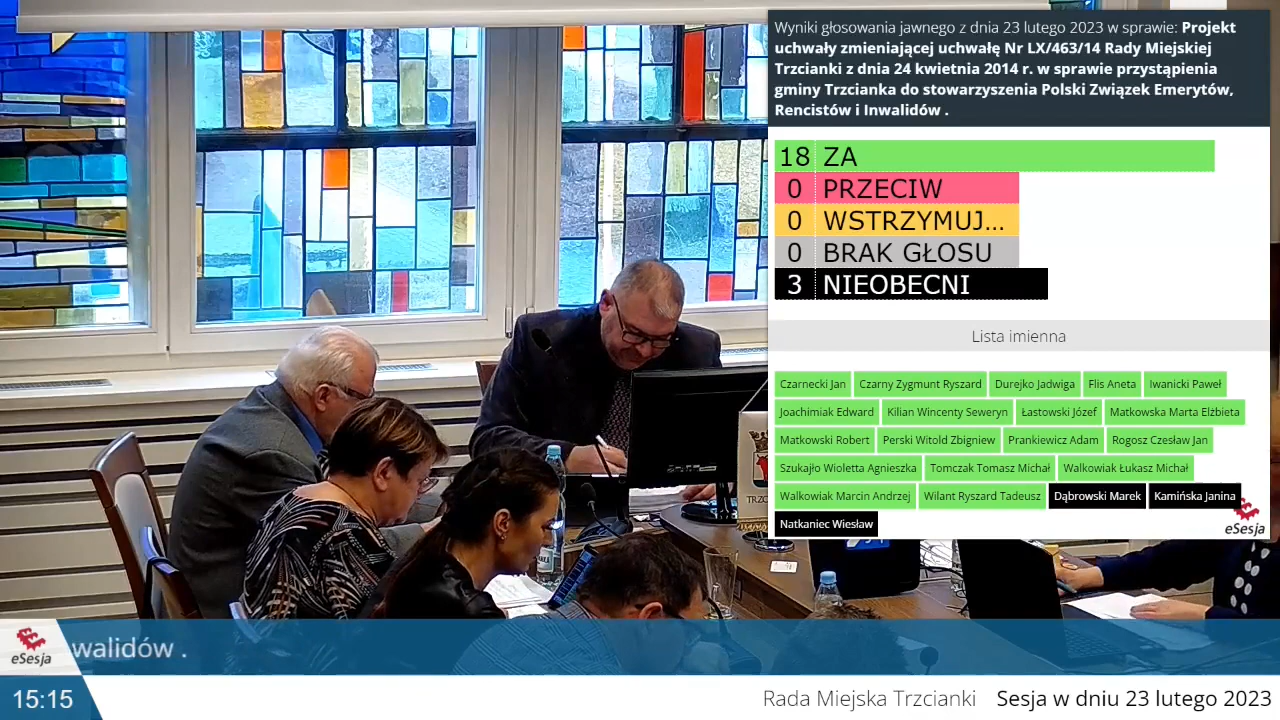 Wyniki głosowania jawnego z dnia 23 lutego 2023 w sprawie: Projekt
uchwały zmieniającej uchwałę Nr LX/463/14 Rady Miejskiej
Trzcianki z dnia 24 kwietnia 2014 r. w sprawie przystąpienia
gminy Trzcianka do stowarzyszenia Polski Związek Emerytów,
Rencistów i Inwalidów .
18 ZA
0 PRZECIW
0 WSTRZYMUJ...
0 BRAK GŁOSU
3 NIEOBECNI
Lista imienna
Czarnecki Jan Czarny Zygmunt Ryszard Durejko Jadwiga Flis Aneta Iwanicki Paweł
Joachimiak Edward Kilian Wincenty Seweryn Łastowski Józef Matkowska Marta Elżbieta
Matkowski Robert Perski Witold Zbigniew Prankiewicz Adam Rogosz Czesław Jan
Szukajło Wioletta Agnieszka Tomczak Tomasz Michał Walkowiak Łukasz Michał
Walkowiak Marcin Andrzej Wilant Ryszard Tadeusz Dąbrowski Marek Kamińska Janina
Natkaniec Wiesław
eSesja
TRZC
eSesja
walidów .
15:15
Rada Miejska Trzcianki Sesja w dniu 23 lutego 2023